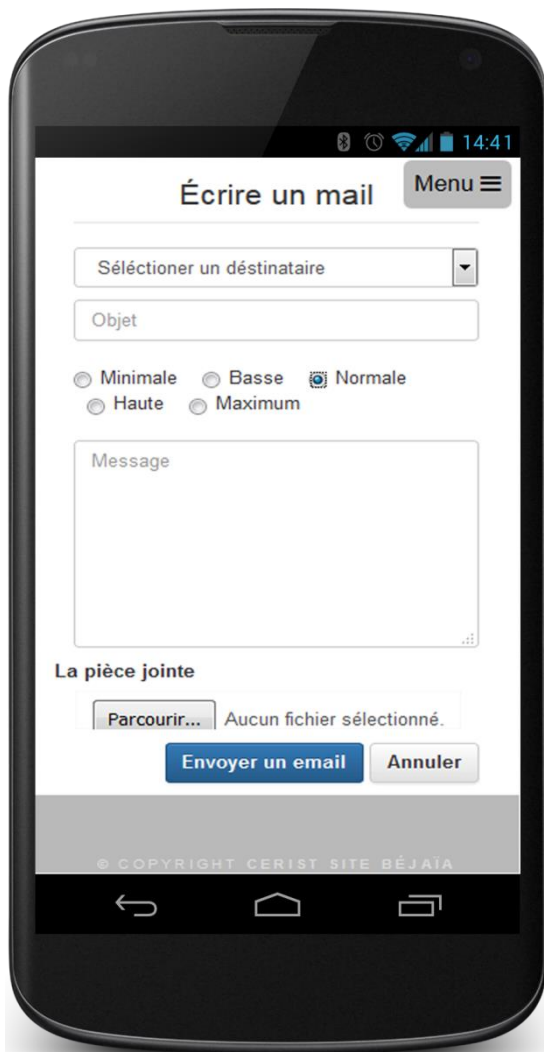 14:41
Écrire un mail
Menu
Séléctioner un déstinataire
Objet
Minimale Basse Normale
Haute Maximum
Message
La pièce jointe
Parcourir... Aucun fichier sélectionné.
Envoyer un email Annuler
© COPYRIGHT CERIST SITE BÉJAÏA